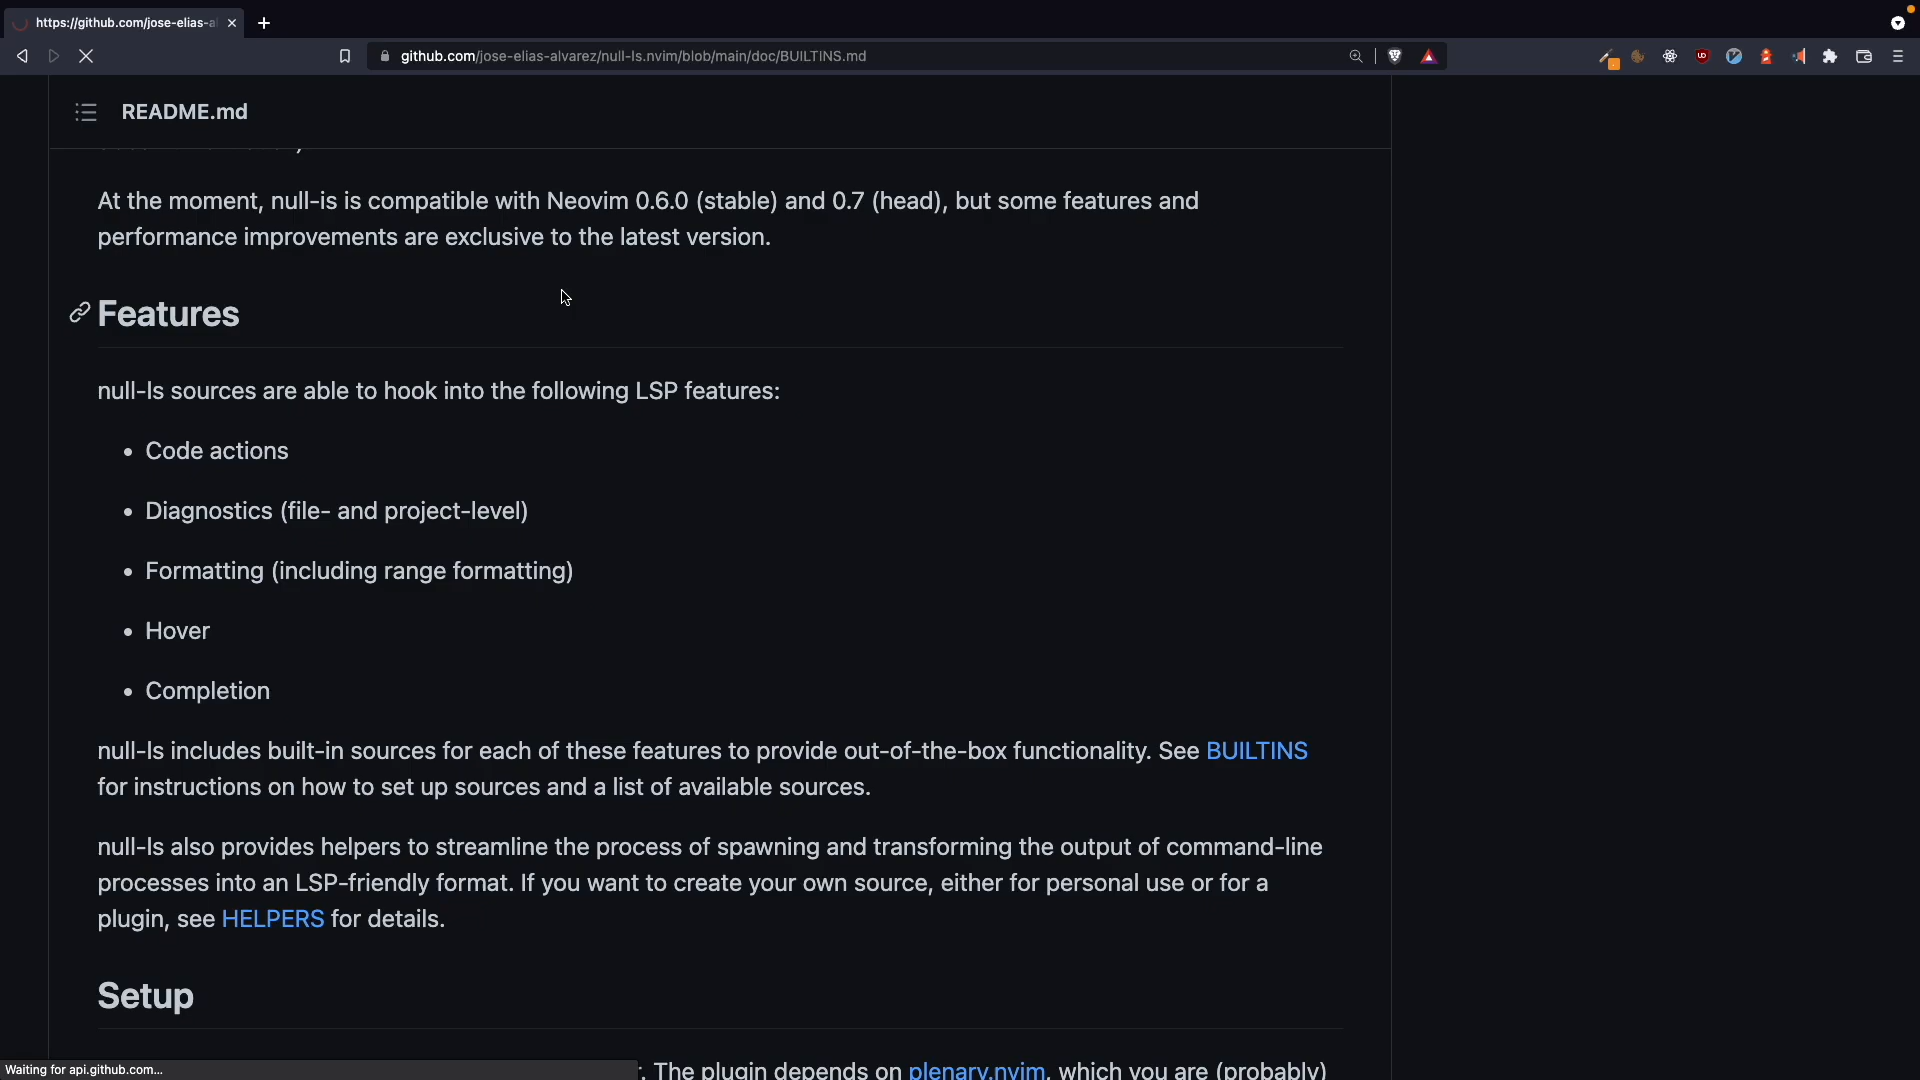 https://github.com/jose-elias-a
github.com/jose-elias-alvarez/null-ls.nvim/blob/main/doc/BUILTINS.md
README.md
At the moment, null-is is compatible with Neovim 0.6.0 (stable) and 0.7 (head), but some features and
performance improvements are exclusive to the latest version.
Features
null-ls sources are able to hook into the following LSP features:
• Code actions
• Diagnostics (file- and project-level)
• Formatting (including range formatting)
• Hover
• Completion
null-ls includes built-in sources for each of these features to provide out-of-the-box functionality. See BUILTINS
for instructions on how to set up sources and a list of available sources.
null-ls also provides helpers to streamline the process of spawning and transforming the output of command-line
processes into an LSP-friendly format. If you want to create your own source, either for personal use or for a
plugin, see HELPERS for details.
Setup
. The plugin depends on plenary.nvim, which you are (probably)
Waiting for api.github.com...